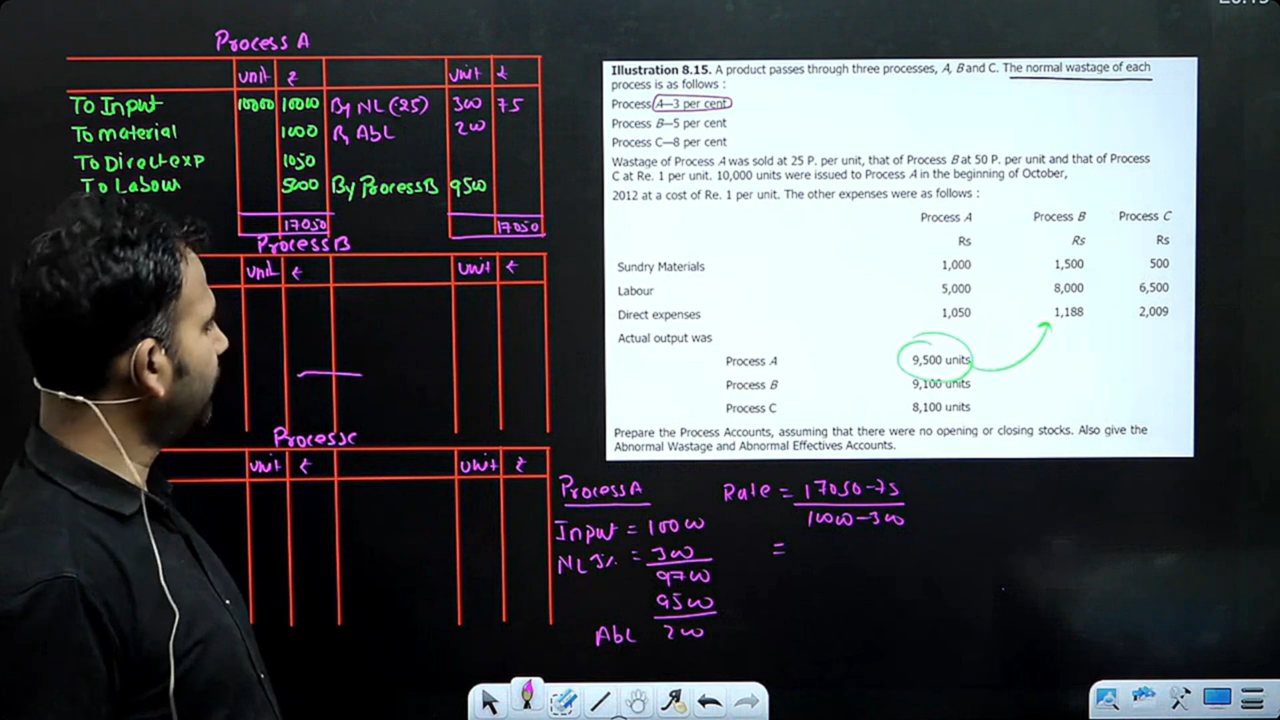 Process A
unit ₹ unit ₹
To Input 10000 10000 By NL (25) 300 75
To material 1000 By AbL 200
To Direct exp 1050
To Labour 5000 By Process B 9500
17050 17050
Process B
unit ₹ unit ₹
Process C
unit ₹ unit ₹
Illustration 8.15. A product passes through three processes, A, B and C. The normal wastage of each
process is as follows :
Process A—3 per cent
Process B—5 per cent
Process C—8 per cent
Wastage of Process A was sold at 25 P. per unit, that of Process B at 50 P. per unit and that of Process
C at Re. 1 per unit. 10,000 units were issued to Process A in the beginning of October,
2012 at a cost of Re. 1 per unit. The other expenses were as follows :
Process A Process B Process C
Rs Rs Rs
Sundry Materials 1,000 1,500 500
Labour 5,000 8,000 6,500
Direct expenses 1,050 1,188 2,009
Actual output was
Process A 9,500 units
Process B 9,100 units
Process C 8,100 units
Prepare the Process Accounts, assuming that there were no opening or closing stocks. Also give the
Abnormal Wastage and Abnormal Effectives Accounts.
Process A
Input = 10000
NL 3% = 300
9700
9500
AbL 200
Rate = 17050-75
10000-300
=